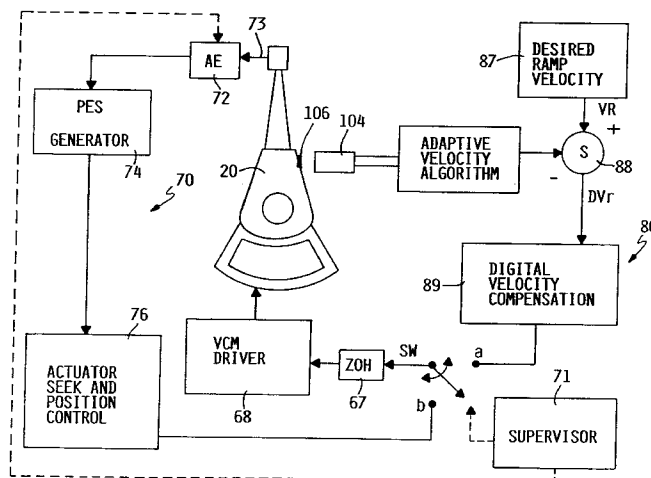 73
AE
72
PES
GENERATOR
74
70
106
104
20
ADAPTIVE
VELOCITY
ALGORITHM
87
DESIRED
RAMP
VELOCITY
VR
+
S
88
-
DVr
89
DIGITAL
VELOCITY
COMPENSATION
76
ACTUATOR
SEEK AND
POSITION
CONTROL
VCM
DRIVER
68
ZOH
67
SW
a
b
71
SUPERVISOR